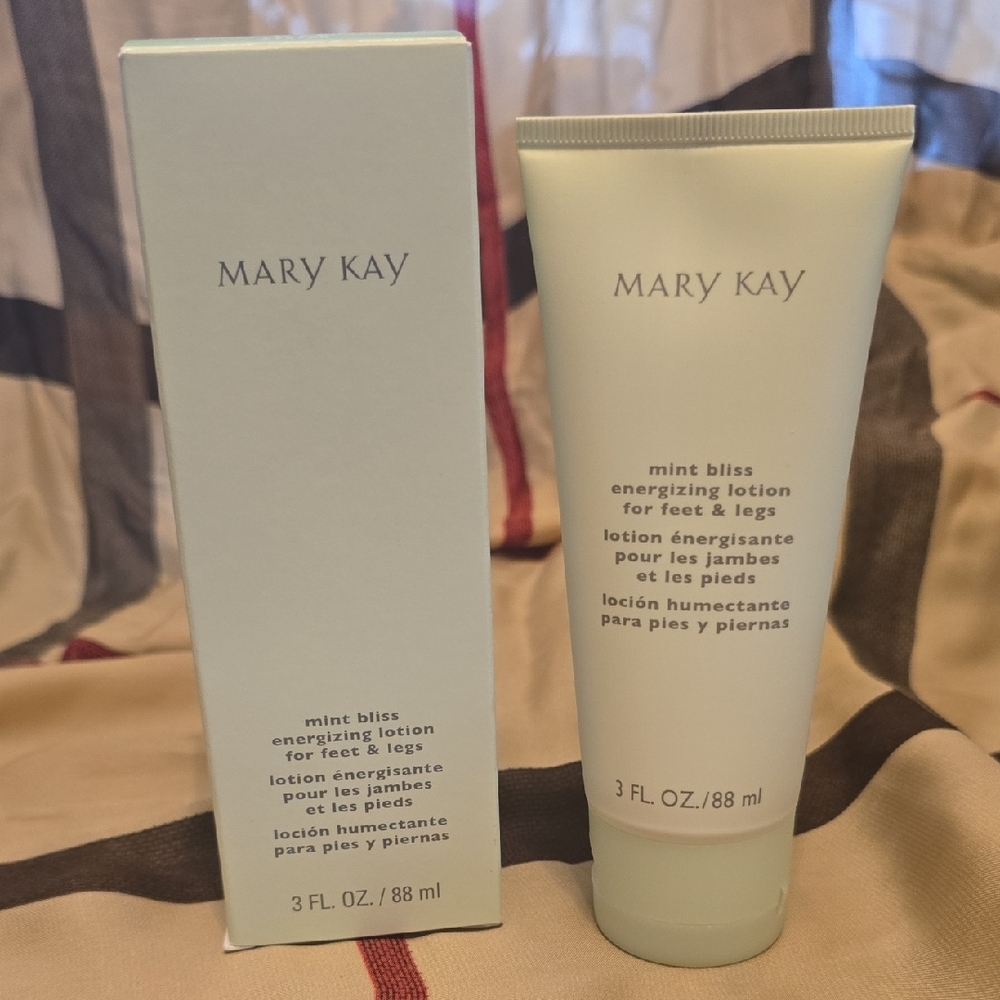 MARY KAY
mint bliss
energizing lotion
for feet & legs
lotion énergisante
pour les jambes
et les pieds
loción humectante
para pies y piernas
3 FL. OZ. / 88 ml
MARY KAY
mint bliss
energizing lotion
for feet & legs
lotion énergisante
pour les jambes
et les pieds
loción humectante
para pies y piernas
3 FL. OZ./88 ml